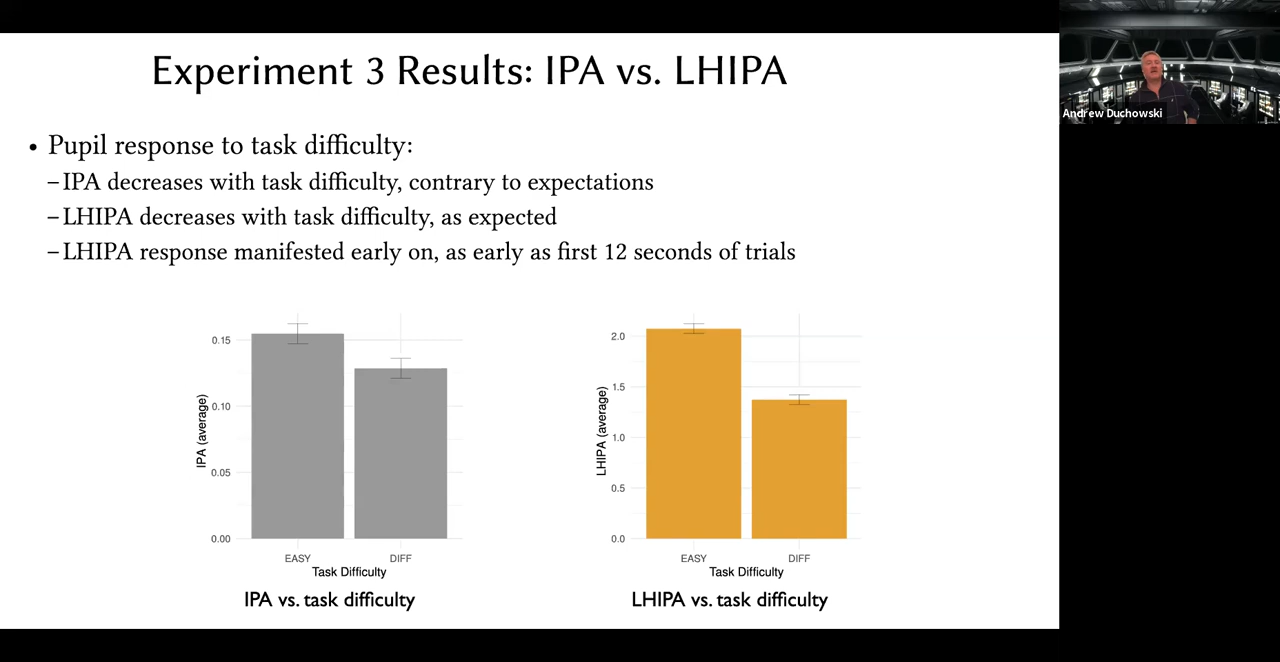 Experiment 3 Results: IPA vs. LHIPA
Andrew Duchowski
• Pupil response to task difficulty:
– IPA decreases with task difficulty, contrary to expectations
– LHIPA decreases with task difficulty, as expected
– LHIPA response manifested early on, as early as first 12 seconds of trials
IPA (average)
0.15
0.10
0.05
0.00
EASY DIFF
Task Difficulty
IPA vs. task difficulty
LHIPA (average)
2.0
1.5
1.0
0.5
0.0
EASY DIFF
Task Difficulty
LHIPA vs. task difficulty